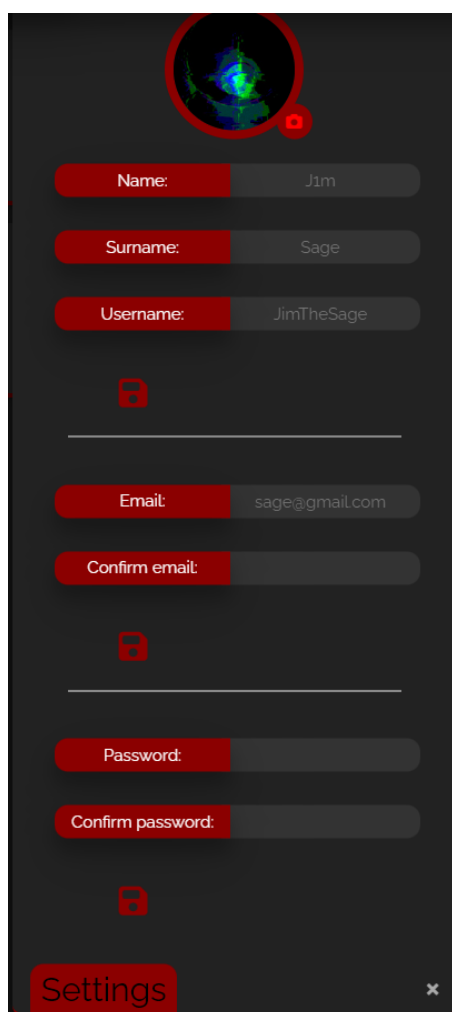 Name: J1m
Surname: Sage
Username: JimTheSage
Email: sage@gmail.com
Confirm email:
Password:
Confirm password:
Settings